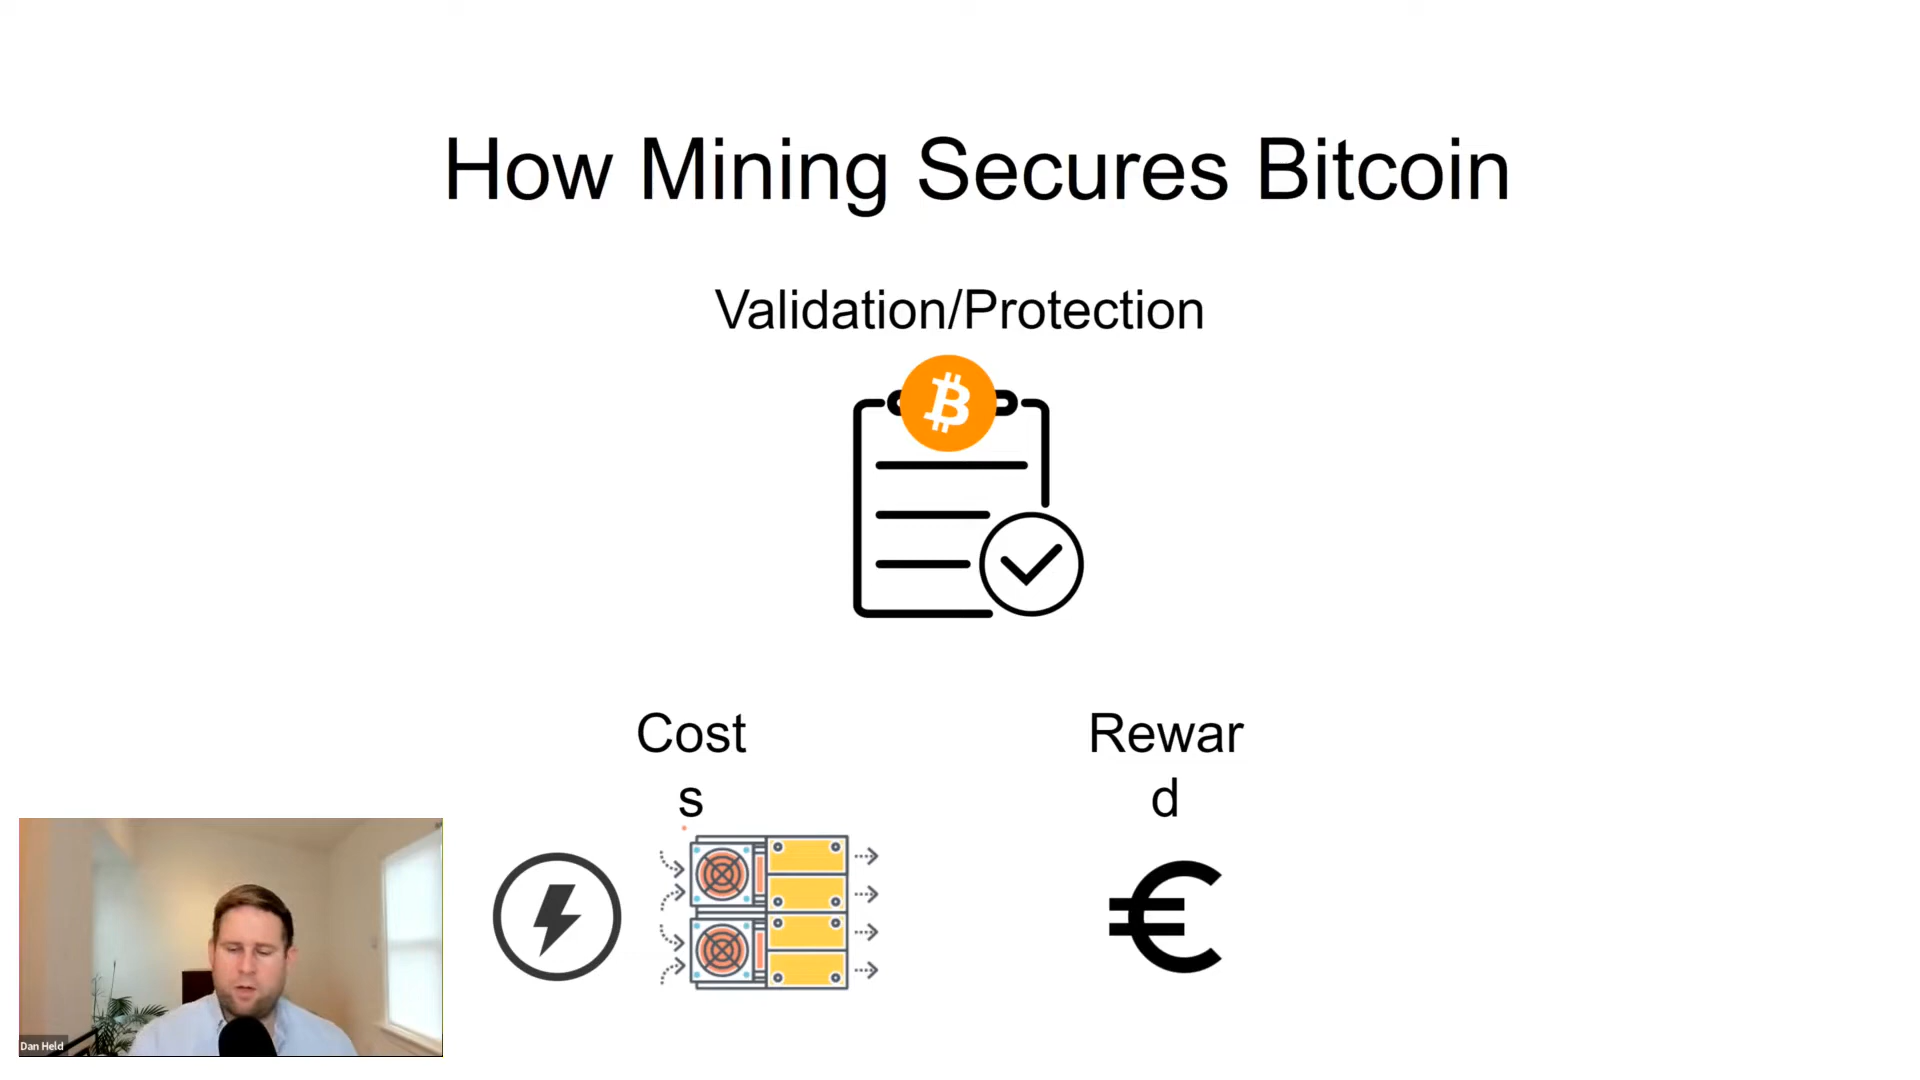 How Mining Secures Bitcoin
Validation/Protection
Cost
s
Rewar
d
Dan Held